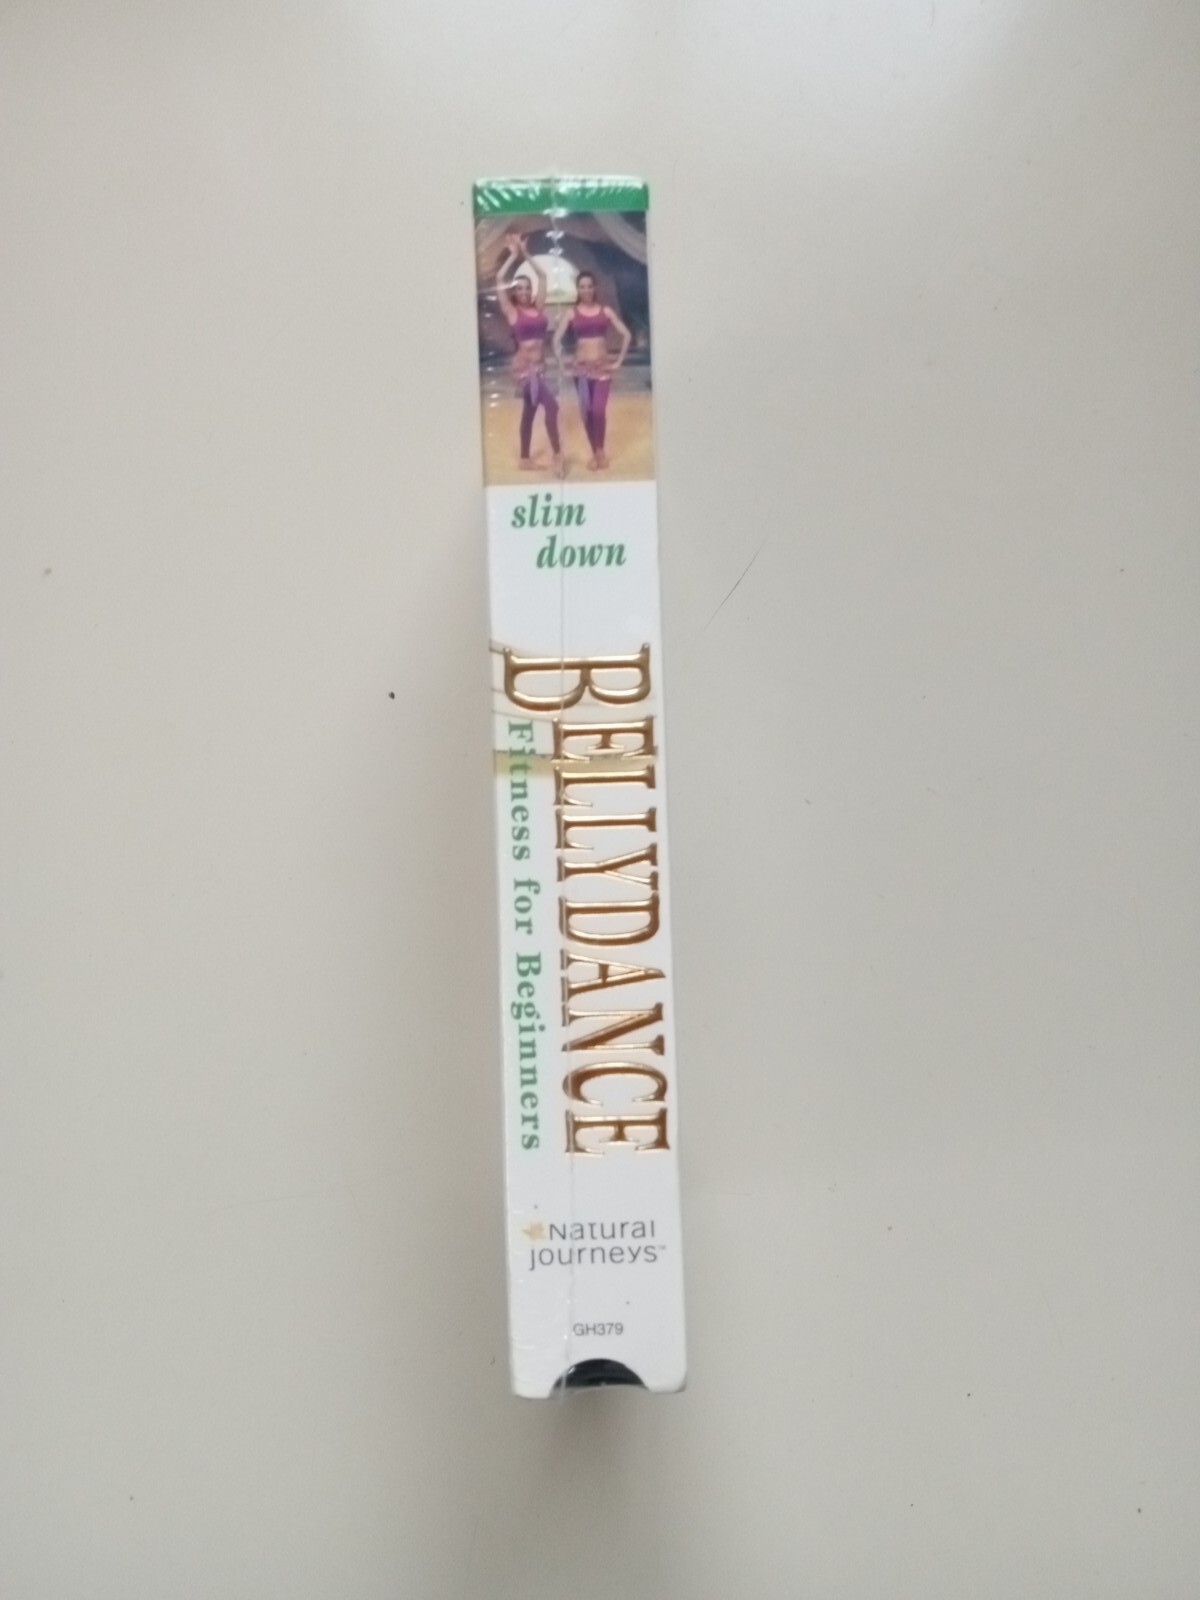 slim
down
BELLYDANCE
Fitness for Beginners
Natural
journeys™
GH379